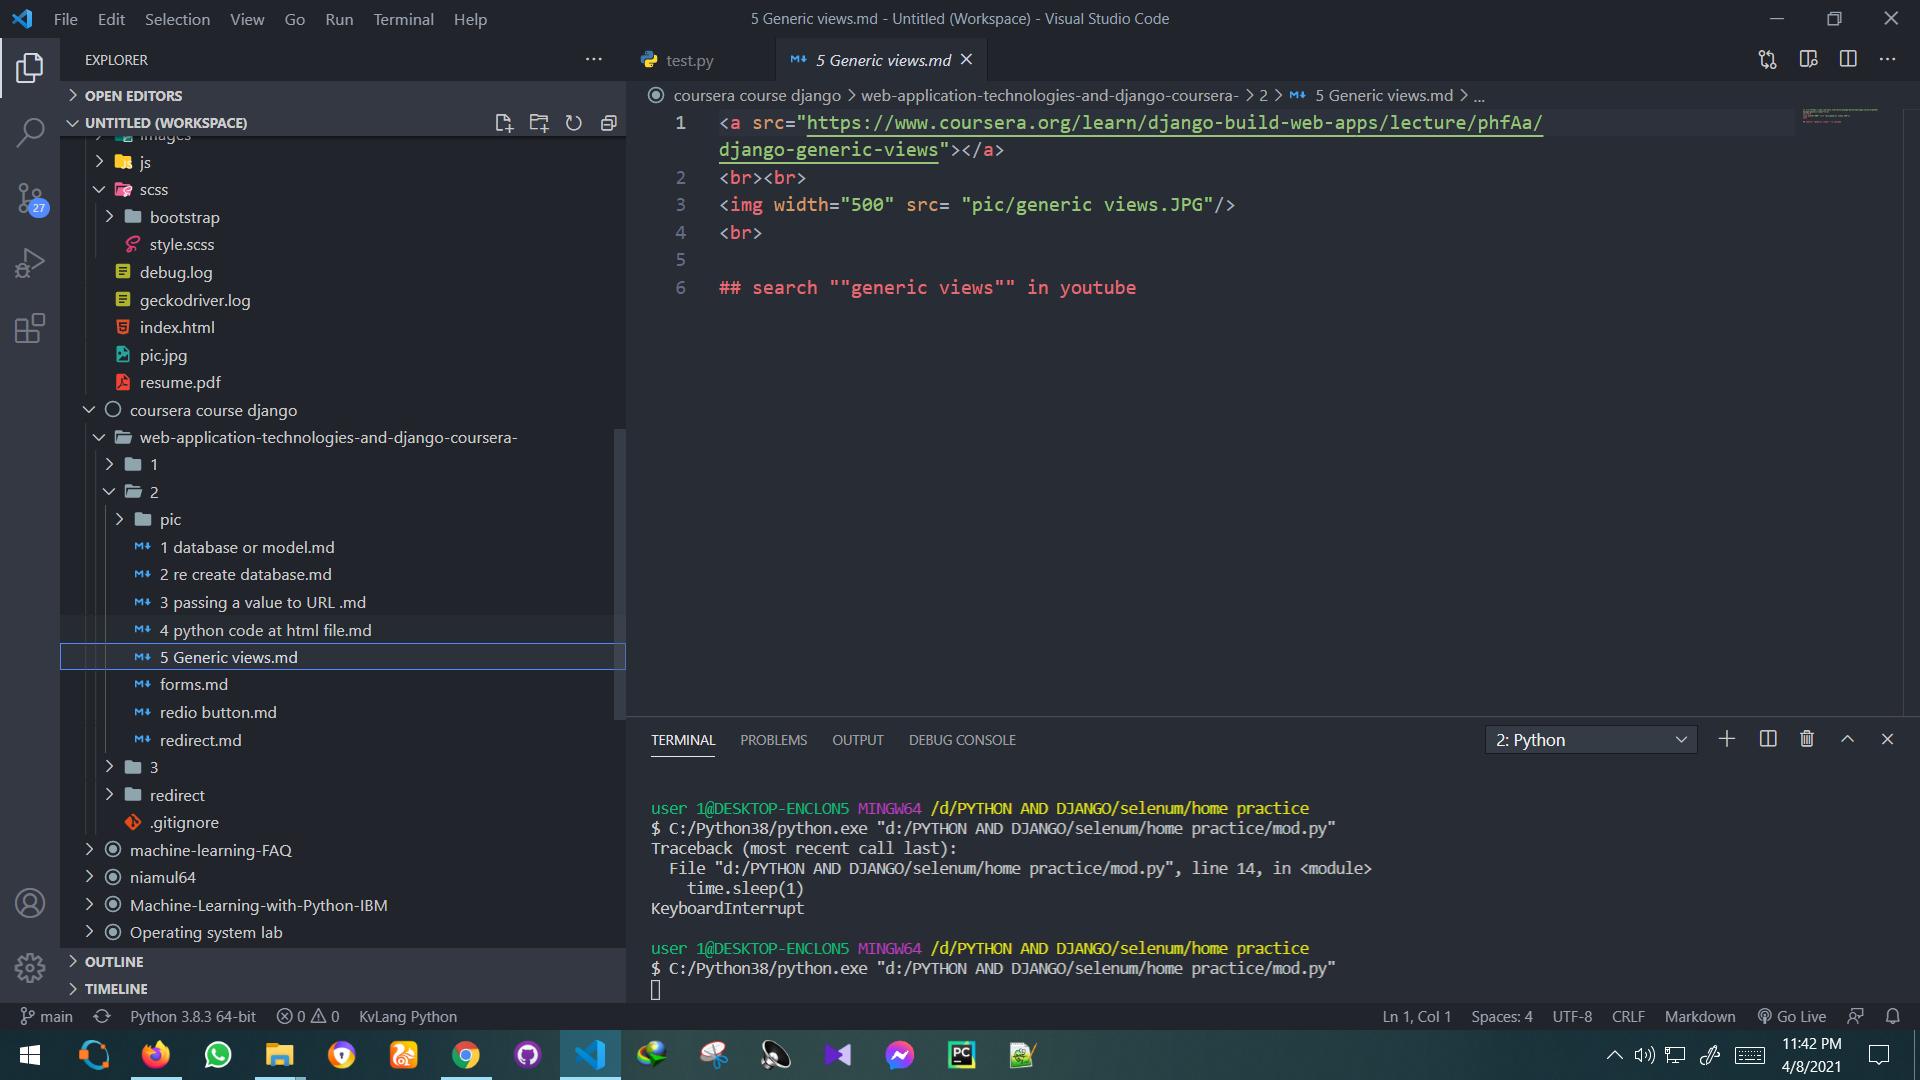 File Edit Selection View Go Run Terminal Help
5 Generic views.md - Untitled (Workspace) - Visual Studio Code
EXPLORER
OPEN EDITORS
UNTITLED (WORKSPACE)
images
js
scss
bootstrap
style.scss
debug.log
geckodriver.log
index.html
pic.jpg
resume.pdf
coursera course django
web-application-technologies-and-django-coursera-
1
2
pic
1 database or model.md
2 re create database.md
3 passing a value to URL .md
4 python code at html file.md
5 Generic views.md
forms.md
redio button.md
redirect.md
3
redirect
.gitignore
machine-learning-FAQ
niamul64
Machine-Learning-with-Python-IBM
Operating system lab
OUTLINE
TIMELINE
27
test.py
5 Generic views.md
coursera course django > web-application-technologies-and-django-coursera- > 2 > 5 Generic views.md > ...
1 <a src="https://www.coursera.org/learn/django-build-web-apps/lecture/phfAa/
django-generic-views"></a>
2 <br><br>
3 <img width="500" src= "pic/generic views.JPG"/>
4 <br>
5
6 ## search ""generic views"" in youtube
TERMINAL PROBLEMS OUTPUT DEBUG CONSOLE
2: Python
user 1@DESKTOP-ENCLON5 MINGW64 /d/PYTHON AND DJANGO/selenum/home practice
$ C:/Python38/python.exe "d:/PYTHON AND DJANGO/selenum/home practice/mod.py"
Traceback (most recent call last):
File "d:/PYTHON AND DJANGO/selenum/home practice/mod.py", line 14, in <module>
time.sleep(1)
KeyboardInterrupt
user 1@DESKTOP-ENCLON5 MINGW64 /d/PYTHON AND DJANGO/selenum/home practice
$ C:/Python38/python.exe "d:/PYTHON AND DJANGO/selenum/home practice/mod.py"
main Python 3.8.3 64-bit 0 0 KvLang Python
Ln 1, Col 1 Spaces: 4 UTF-8 CRLF Markdown Go Live
11:42 PM
4/8/2021